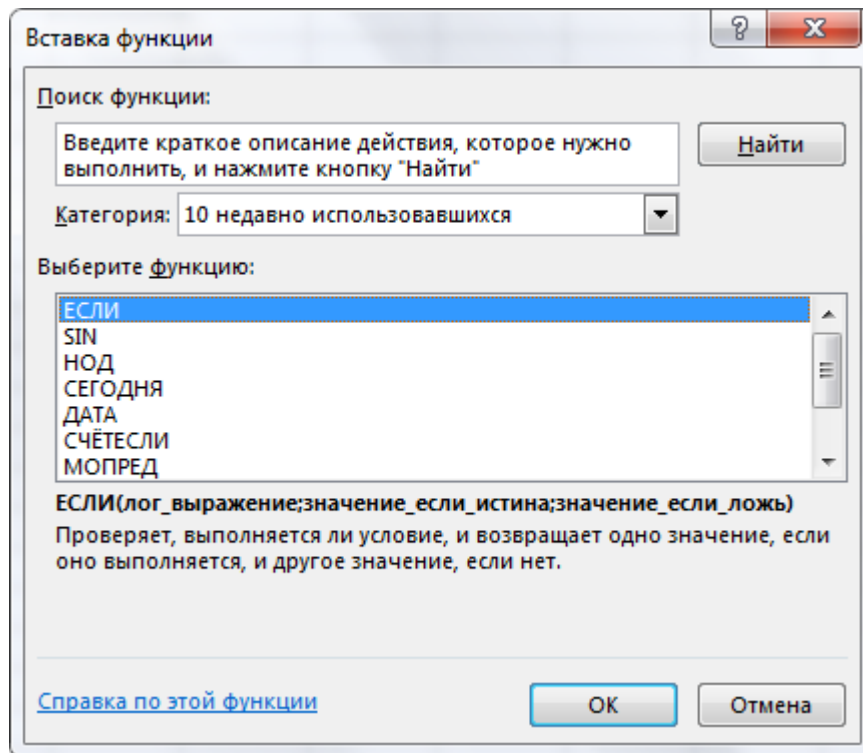 Вставка функции
?
Поиск функции:
Введите краткое описание действия, которое нужно
выполнить, и нажмите кнопку "Найти"
Найти
Категория: 10 недавно использовавшихся
Выберите функцию:
ЕСЛИ
SIN
НОД
СЕГОДНЯ
ДАТА
СЧЁТЕСЛИ
МОПРЕД
ЕСЛИ(лог_выражение;значение_если_истина;значение_если_ложь)
Проверяет, выполняется ли условие, и возвращает одно значение, если
оно выполняется, и другое значение, если нет.
Справка по этой функции
ОК
Отмена